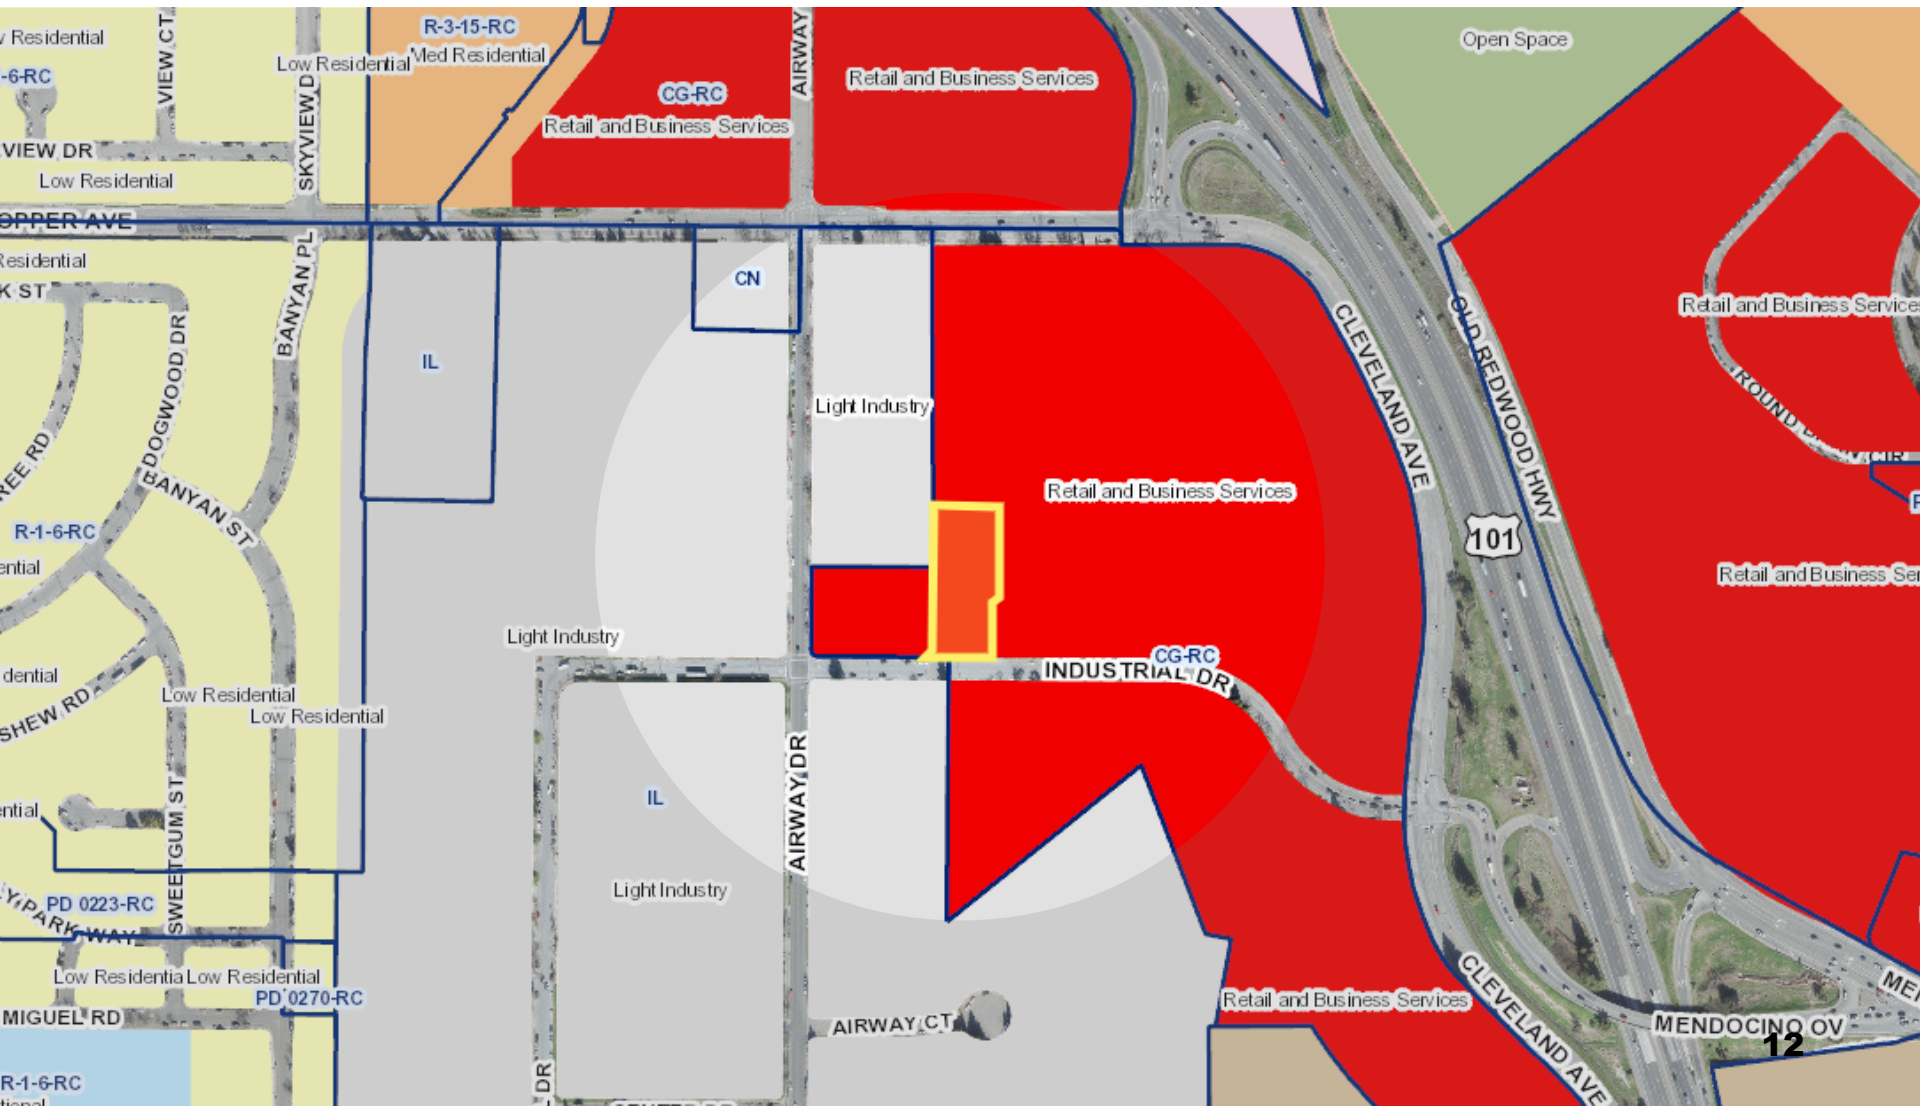 R-3-15-RC
Residential
Low Residential
Med Residential
Open Space
VIEW CT
SKYVIEW D
AIRWAY
Retail and Business Services
-6-RC
CG-RC
Retail and Business Services
VIEW DR
Low Residential
OPPER AVE
Residential
BANYAN PL
K ST
CN
CLEVELAND AVE
OLD REDWOOD HWY
Retail and Business Services
DOGWOOD DR
IL
Light Industry
REE RD
BANYAN ST
Retail and Business Services
R-1-6-RC
101
ential
Retail and Business Ser
Light Industry
CG-RC
INDUSTRIAL DR
dential
Low Residential
SHEW RD
Low Residential
AIRWAY DR
IL
ential
SWEETGUM ST
Light Industry
PD 0223-RC
Y PARK WAY
Low Residentia
Low Residential
PD 0270-RC
Retail and Business Services
CLEVELAND AVE
MIGUEL RD
AIRWAY CT
MENDOCINO OV
12
R-1-6-RC
DR